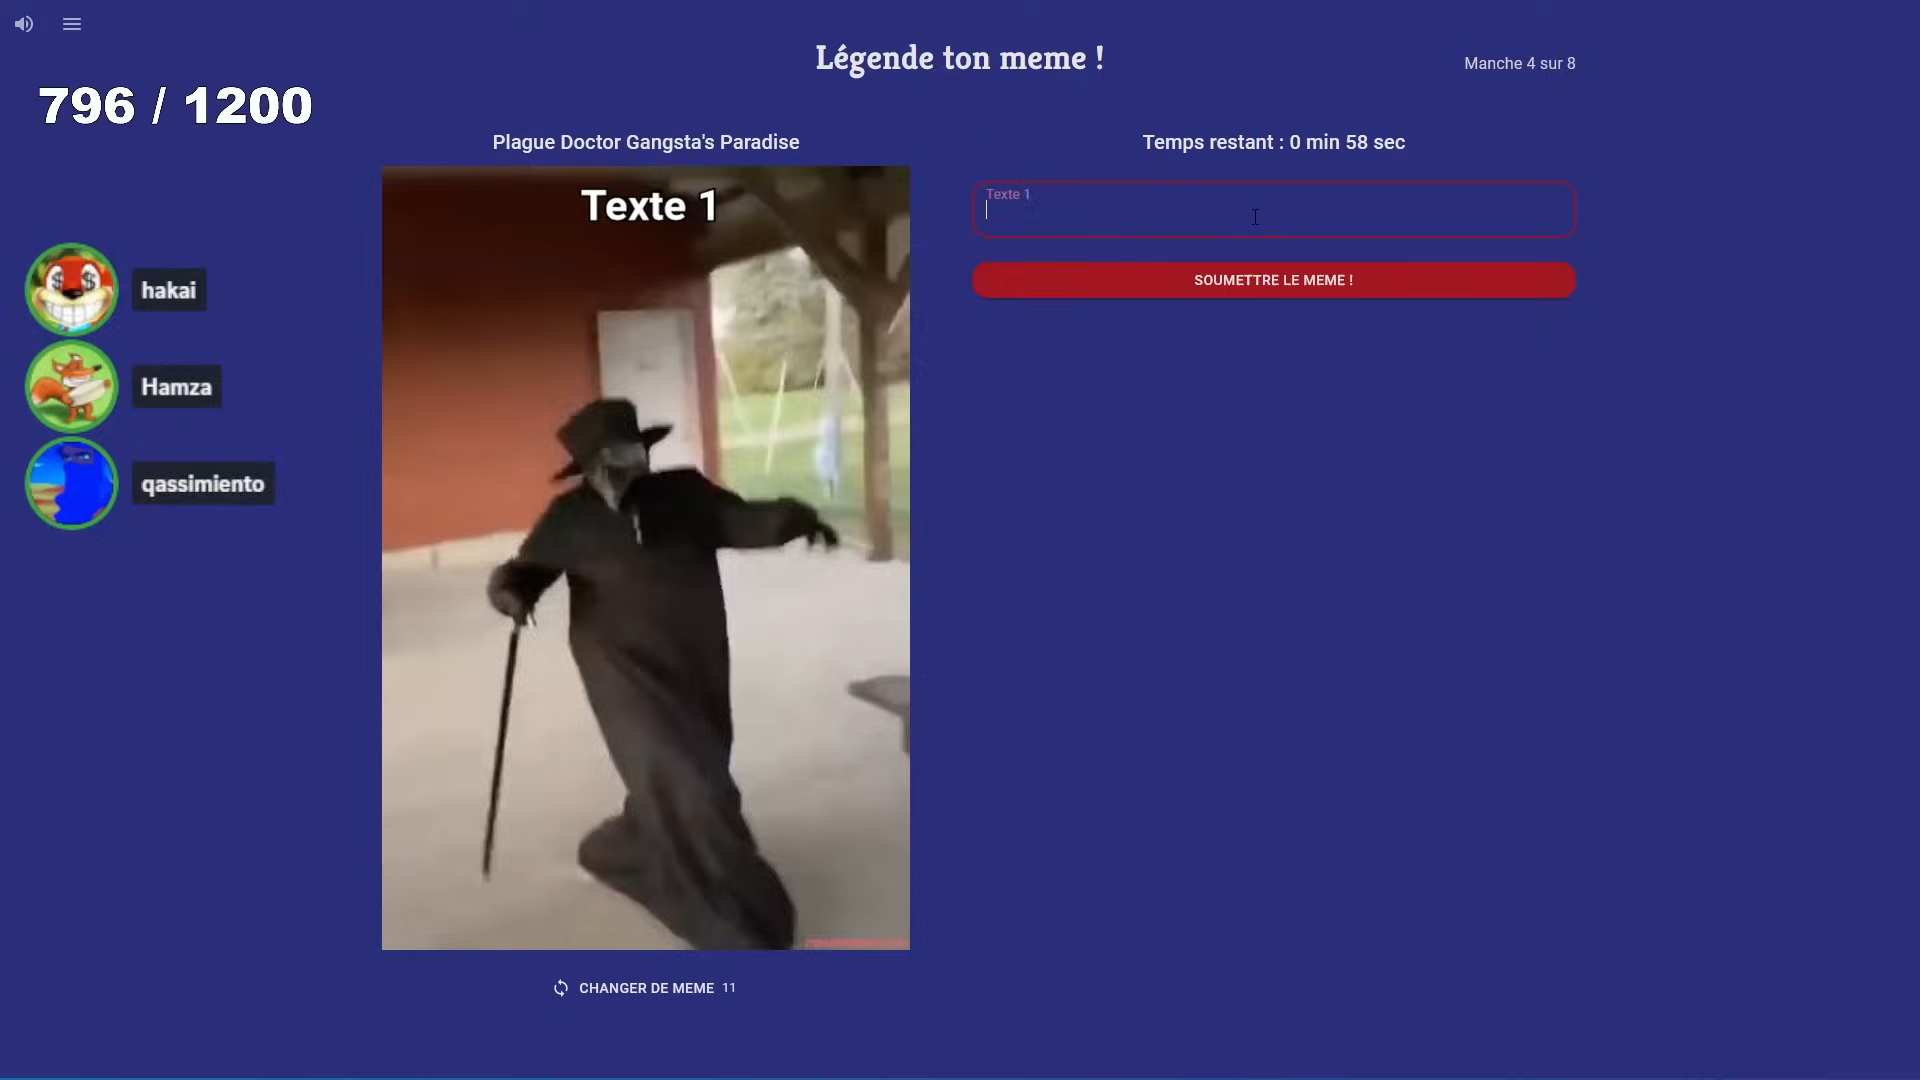 Légende ton meme !
Manche 4 sur 8
796 / 1200
Plague Doctor Gangsta's Paradise
Temps restant : 0 min 58 sec
Texte 1
Texte 1
SOUMETTRE LE MEME !
hakai
Hamza
qassimiento
CHANGER DE MEME 11